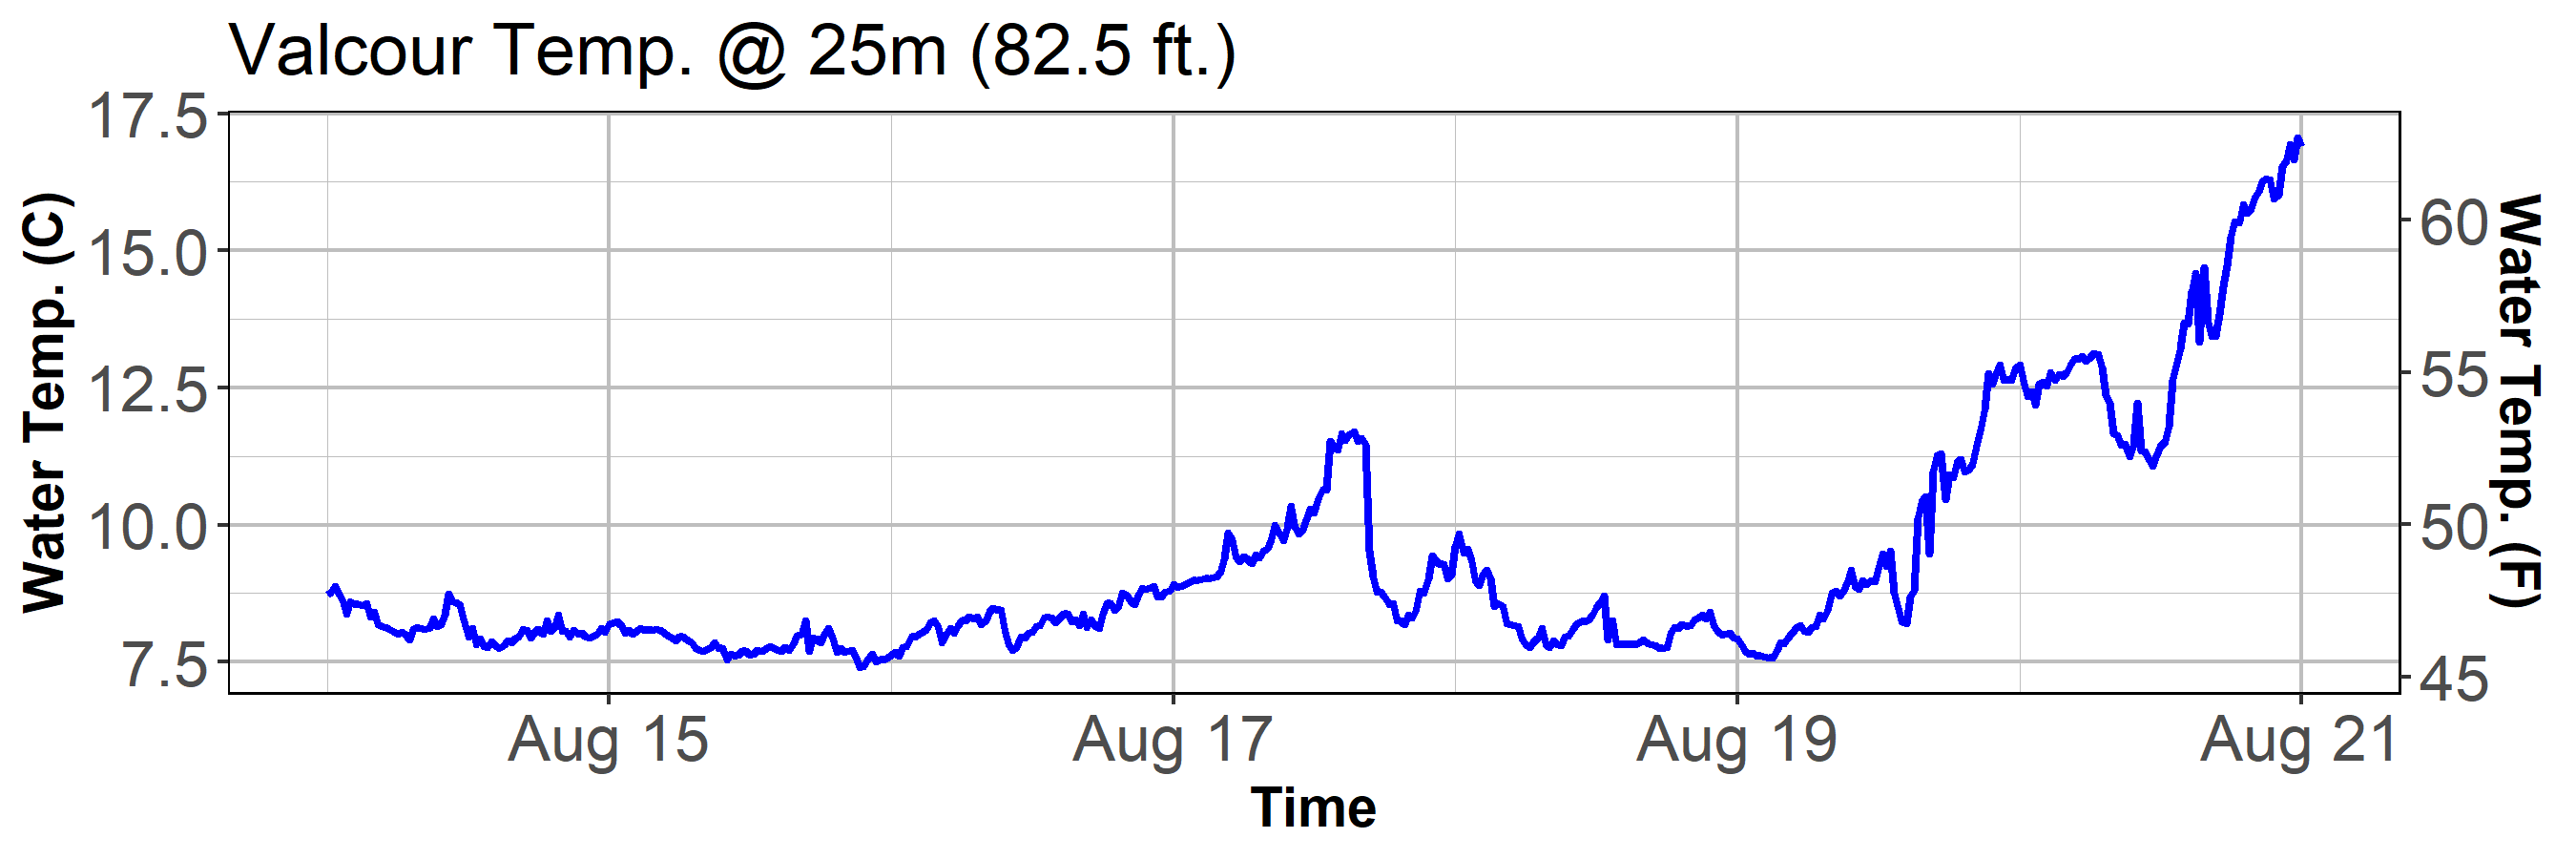 Valcour Temp. @ 25m (82.5 ft.)
Water Temp. (C)
17.5
15.0
12.5
10.0
7.5
60
55
50
45
Water Temp. (F)
Aug 15 Aug 17 Aug 19 Aug 21
Time